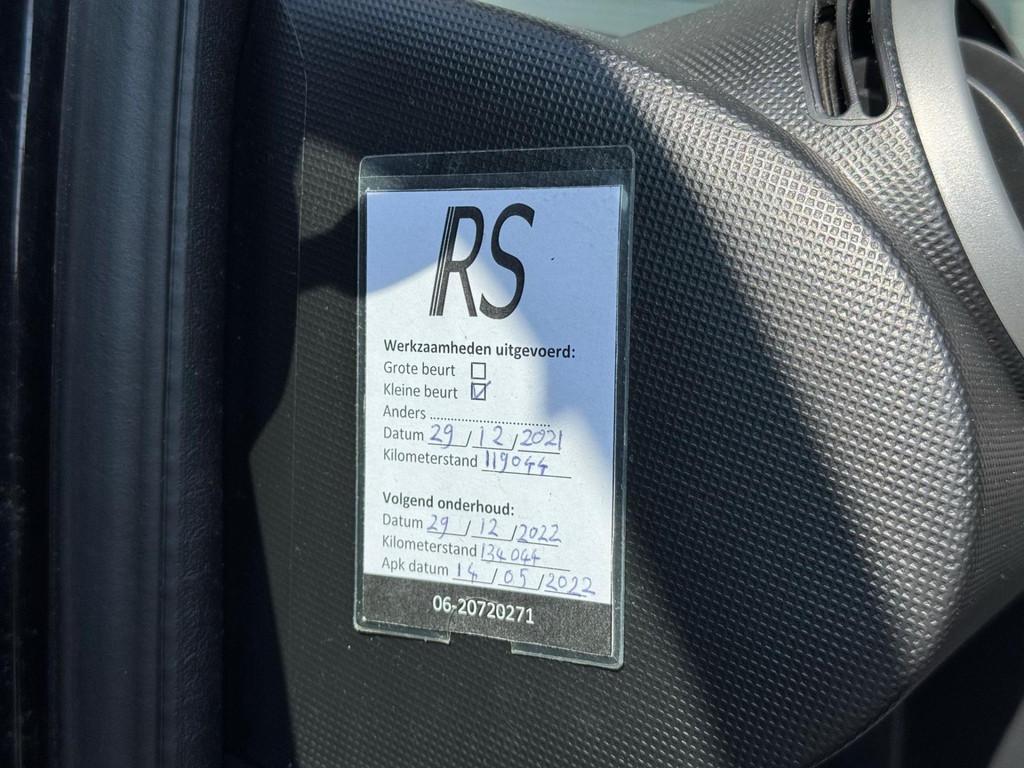 RS
Werkzaamheden uitgevoerd:
Grote beurt
Kleine beurt
Anders ..............................
Datum 29 / 12 / 2021
Kilometerstand 119044
Volgend onderhoud:
Datum 29 / 12 / 2022
Kilometerstand 134044
Apk datum 14 / 05 / 2022
06-20720271